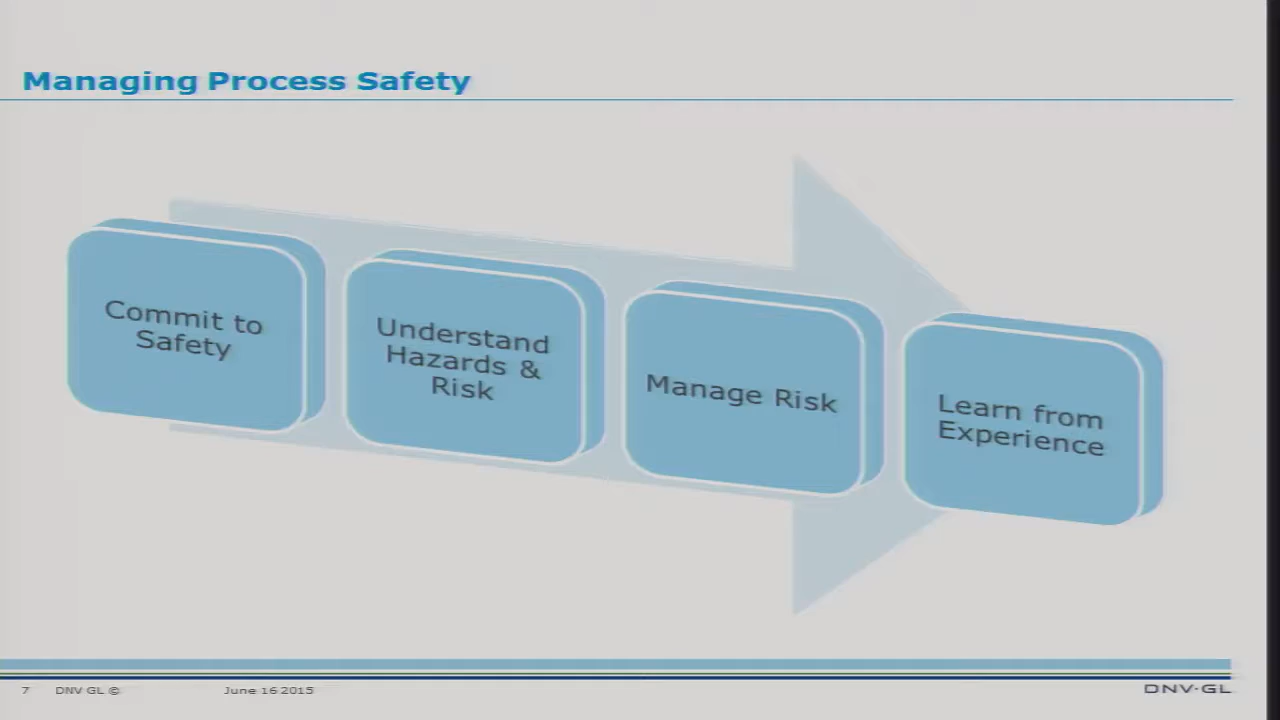 Managing Process Safety
Commit to
Safety
Understand
Hazards &
Risk
Manage Risk
Learn from
Experience
7 DNV GL © June 16 2015
DNV·GL